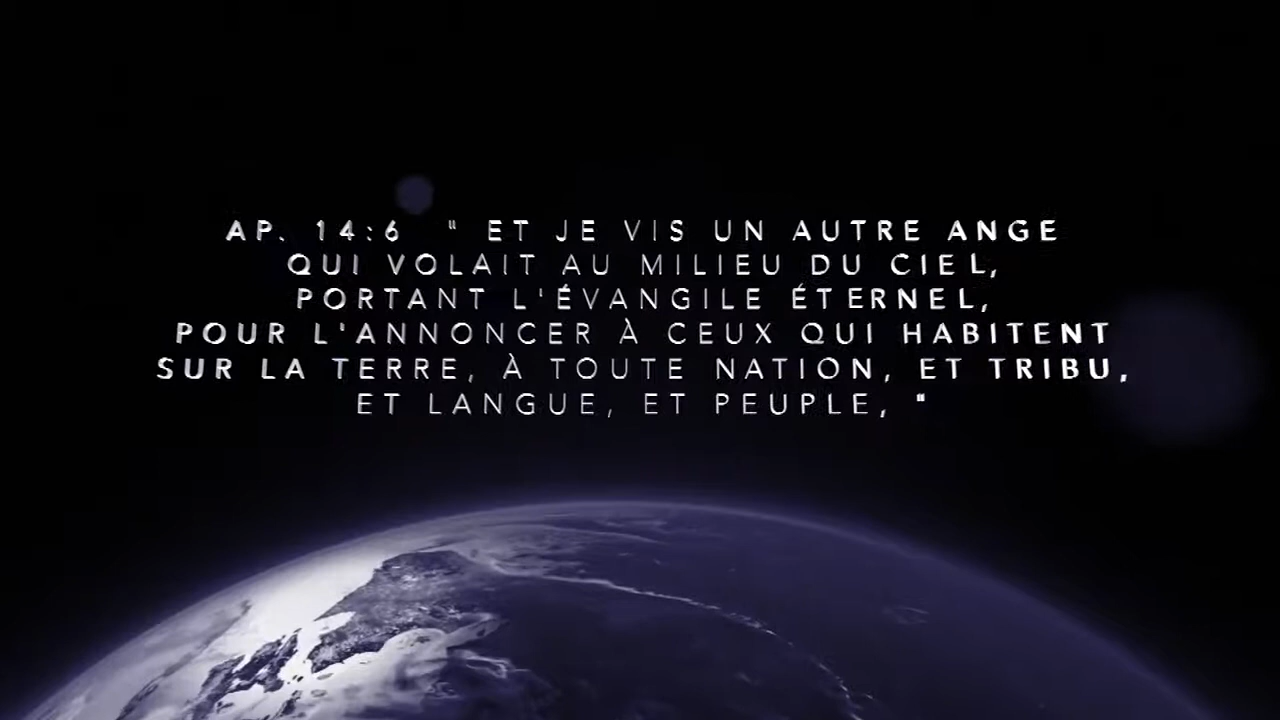 AP. 14:6 " ET JE VIS UN AUTRE ANGE
QUI VOLAIT AU MILIEU DU CIEL,
PORTANT L'ÉVANGILE ÉTERNEL,
POUR L'ANNONCER À CEUX QUI HABITENT
SUR LA TERRE, À TOUTE NATION, ET TRIBU,
ET LANGUE, ET PEUPLE, "